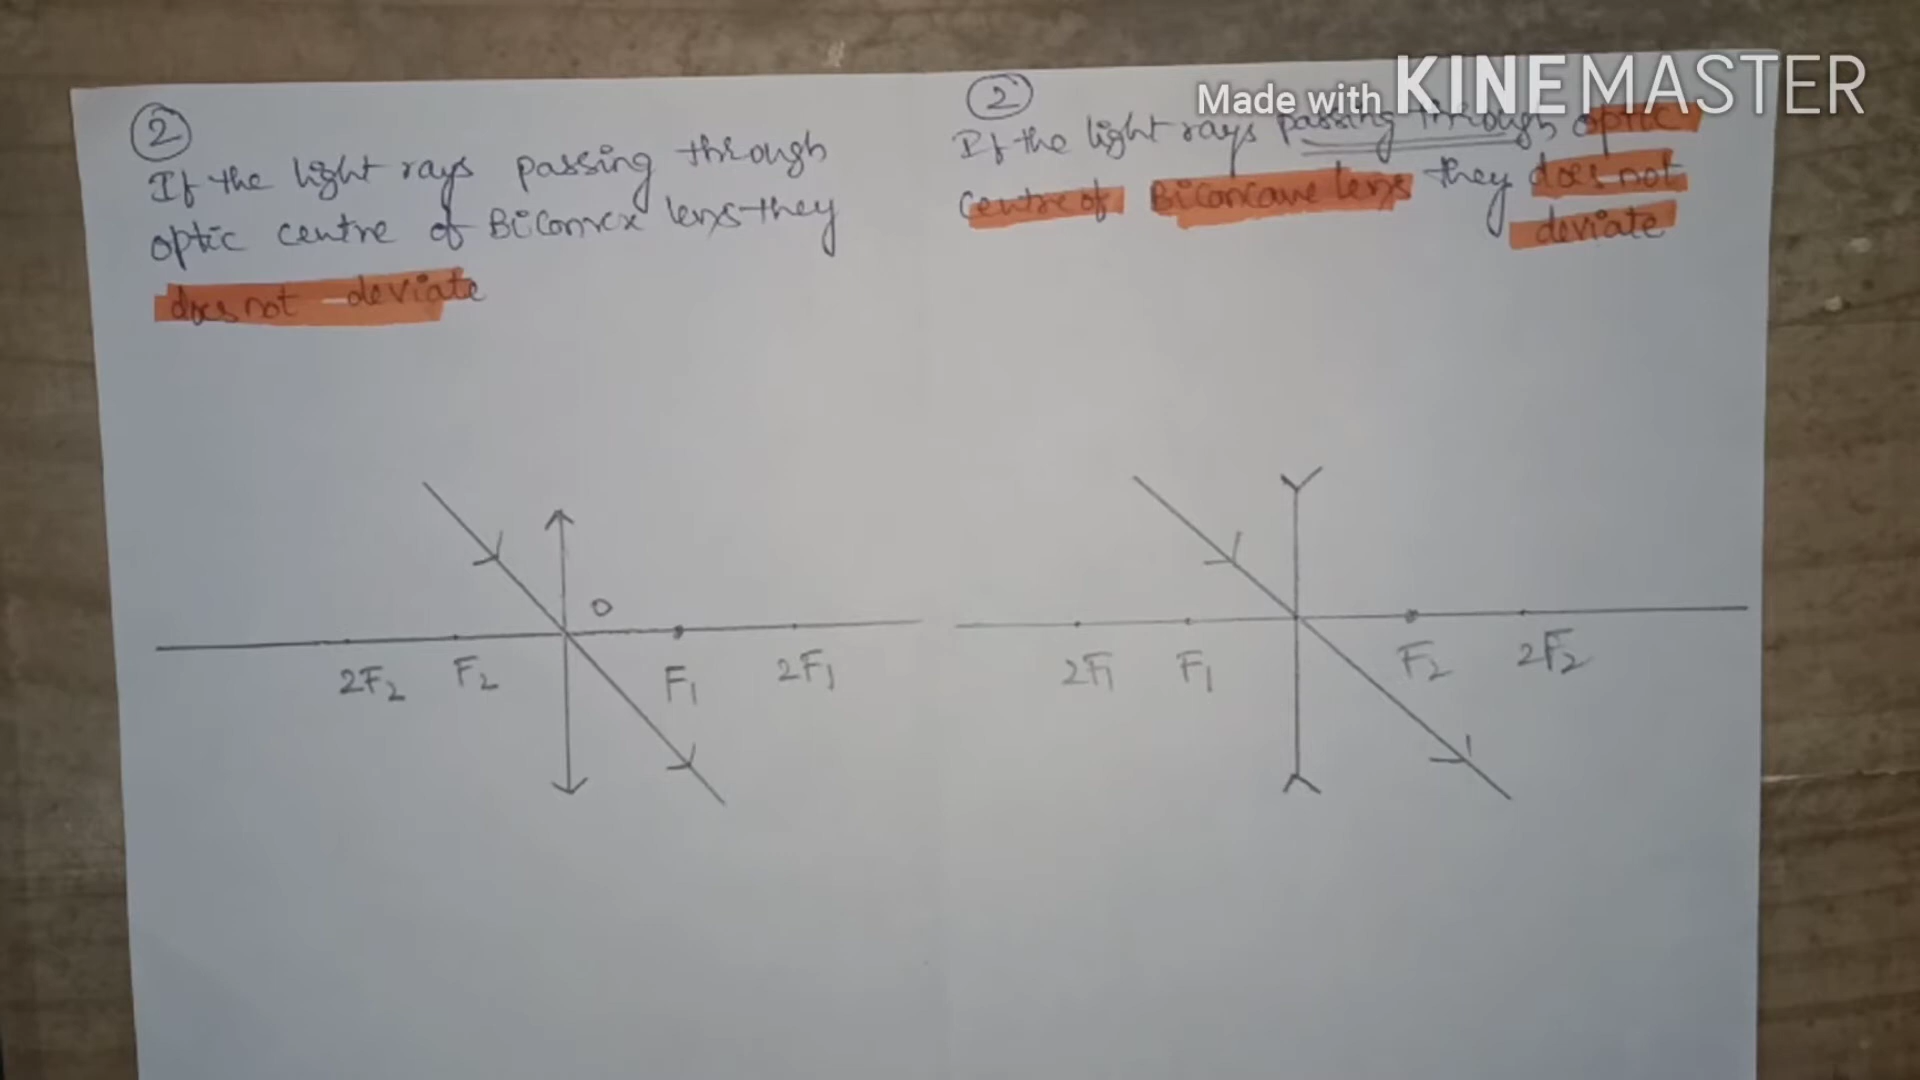 Made with KINEMASTER
2
If the light rays passing through
optic centre of Biconvex lens they
does not deviate
2
If the light rays passing through optic
centre of Biconcave lens they does not
deviate
O
2F2 F2 F1 2F1
2F1 F1 F2 2F2